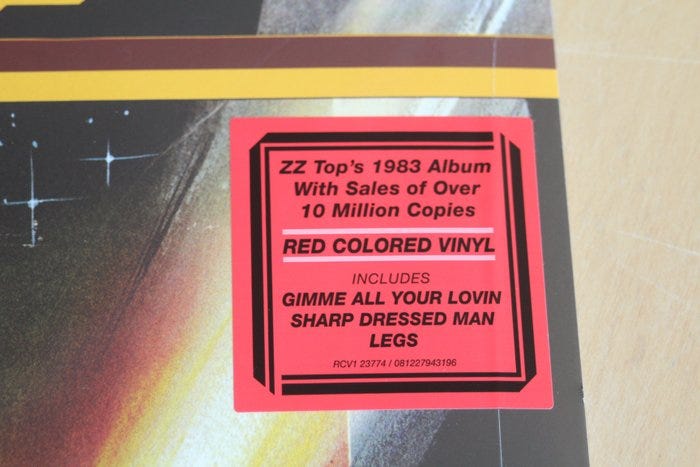 ZZ Top's 1983 Album
With Sales of Over
10 Million Copies
RED COLORED VINYL
INCLUDES
GIMME ALL YOUR LOVIN
SHARP DRESSED MAN
LEGS
RCV1 23774 / 081227943196